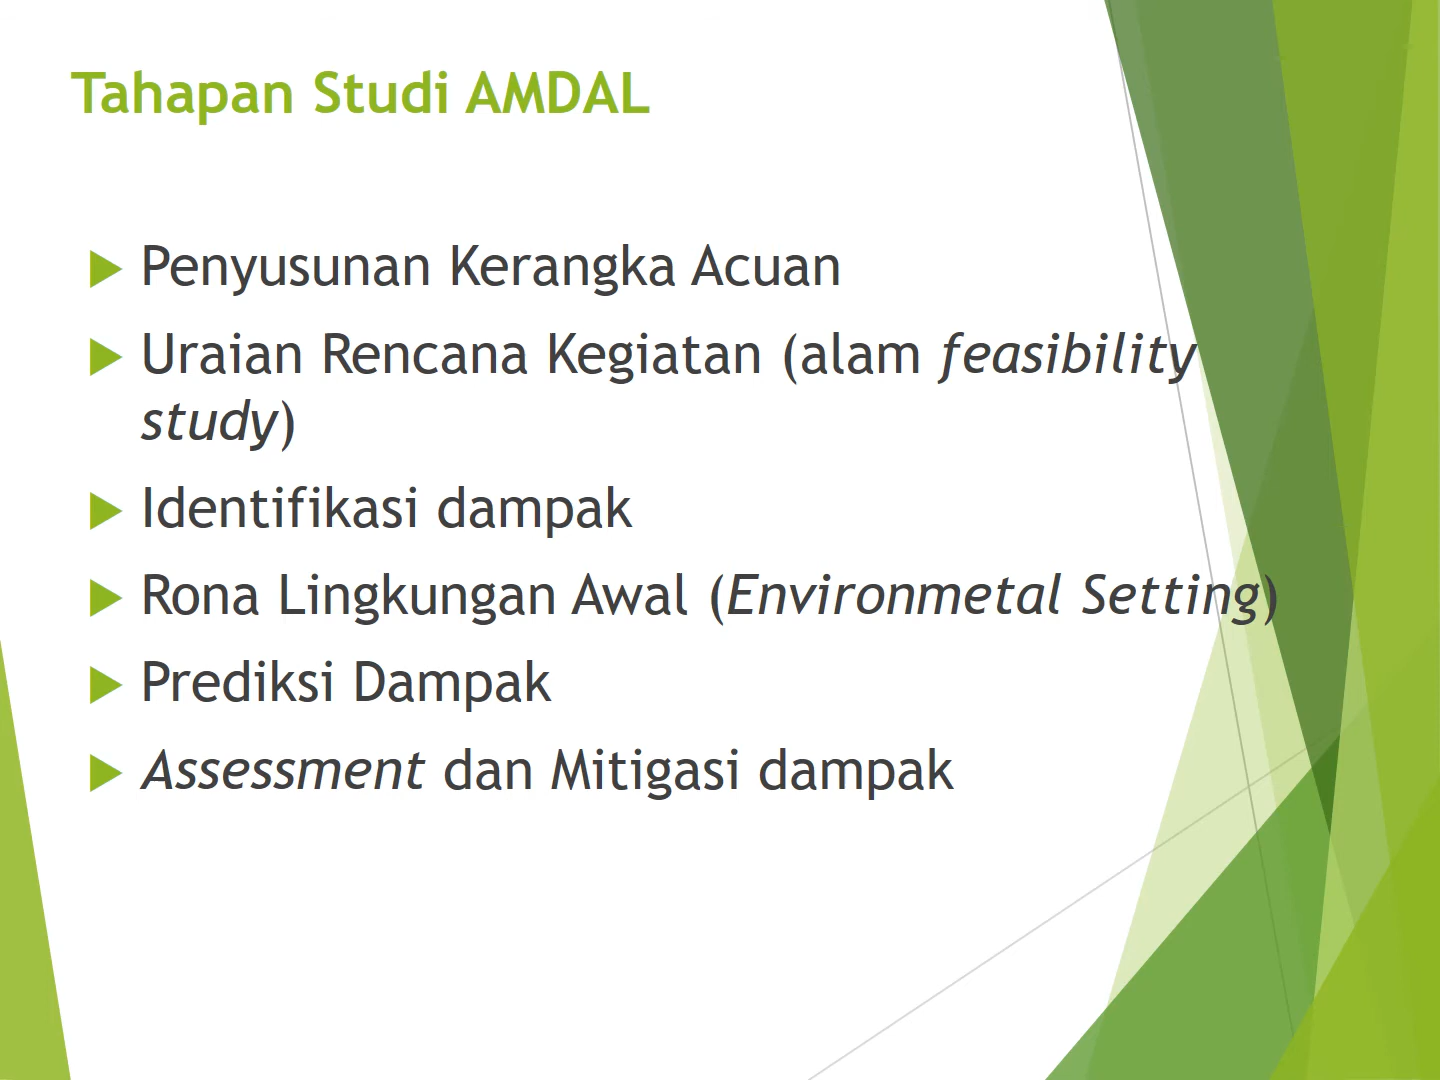 Tahapan Studi AMDAL
Penyusunan Kerangka Acuan
Uraian Rencana Kegiatan (alam feasibility
study)
Identifikasi dampak
Rona Lingkungan Awal (Environmetal Setting)
Prediksi Dampak
Assessment dan Mitigasi dampak